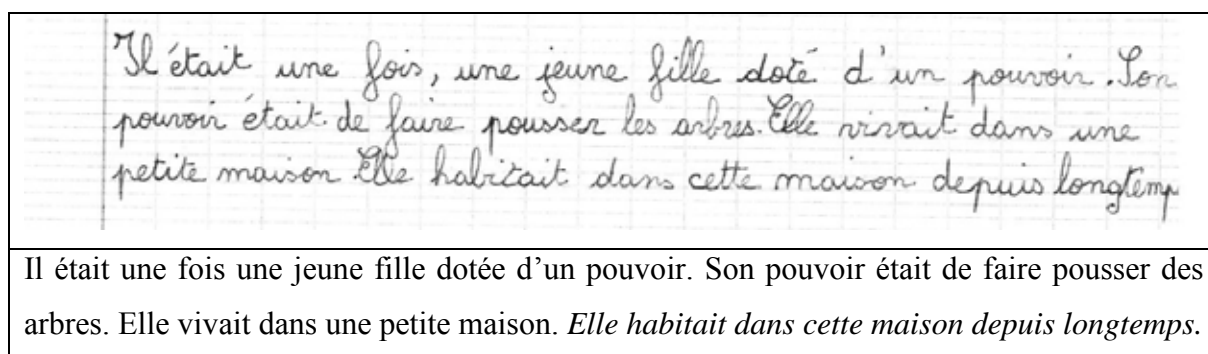 Il était une fois, une jeune fille doté d'un pouvoir. Son
pouvoir était de faire pousser les arbres. Elle vivait dans une
petite maison Elle habitait dans cette maison depuis longtemp
Il était une fois une jeune fille dotée d’un pouvoir. Son pouvoir était de faire pousser des
arbres. Elle vivait dans une petite maison. Elle habitait dans cette maison depuis longtemps.